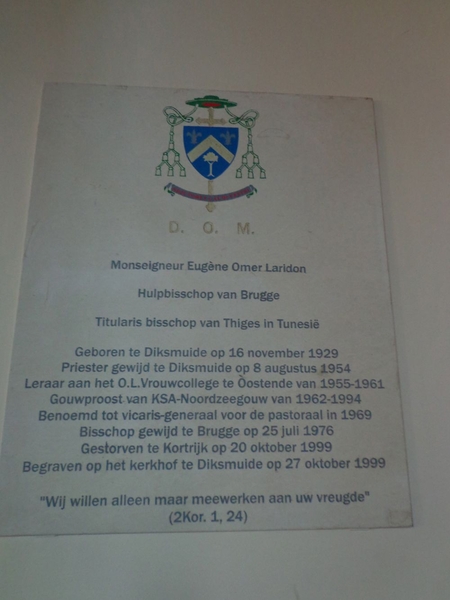 D. O. M.
Monseigneur Eugène Omer Laridon
Hulpbisschop van Brugge
Titularis bisschop van Thiges in Tunesië
Geboren te Diksmuide op 16 november 1929
Priester gewijd te Diksmuide op 8 augustus 1954
Leraar aan het O.L.Vrouwcollege te Oostende van 1955-1961
Gouwproost van KSA-Noordzeegouw van 1962-1994
Benoemd tot vicaris-generaal voor de pastoraal in 1969
Bisschop gewijd te Brugge op 25 juli 1976
Gestorven te Kortrijk op 20 oktober 1999
Begraven op het kerkhof te Diksmuide op 27 oktober 1999
"Wij willen alleen maar meewerken aan uw vreugde"
(2Kor. 1, 24)